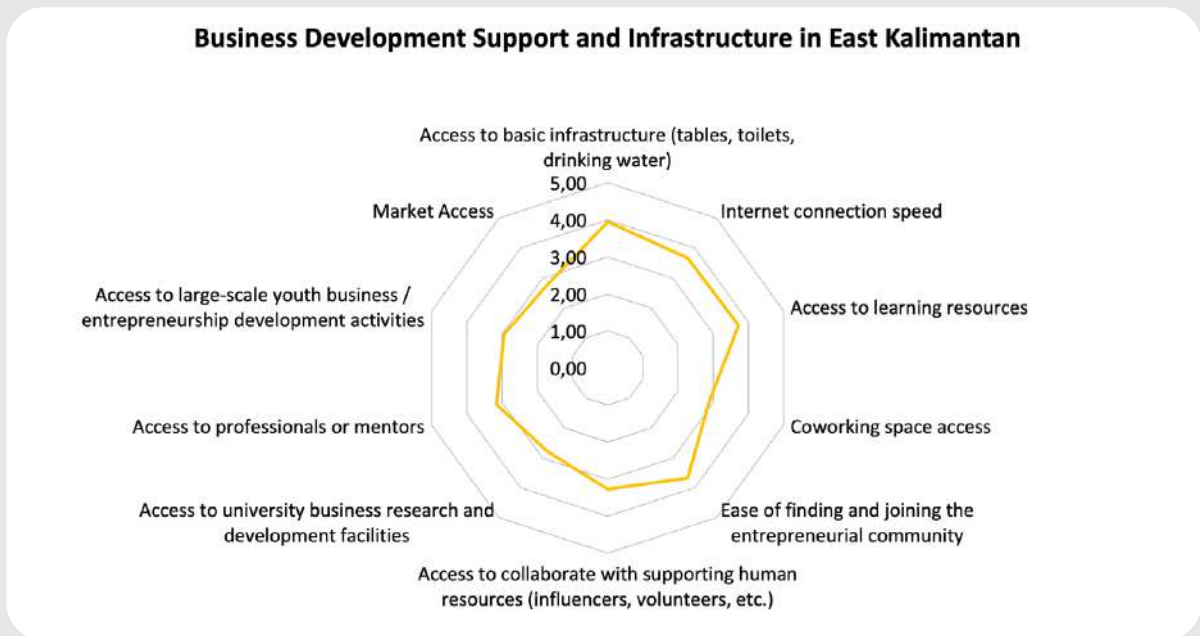 Business Development Support and Infrastructure in East Kalimantan
Access to basic infrastructure (tables, toilets,
drinking water)
5,00
Market Access
Internet connection speed
4,00
3,00
Access to large-scale youth business /
entrepreneurship development activities
2,00
Access to learning resources
1,00
0,00
Access to professionals or mentors
Coworking space access
Access to university business research and
development facilities
Ease of finding and joining the
entrepreneurial community
Access to collaborate with supporting human
resources (influencers, volunteers, etc.)